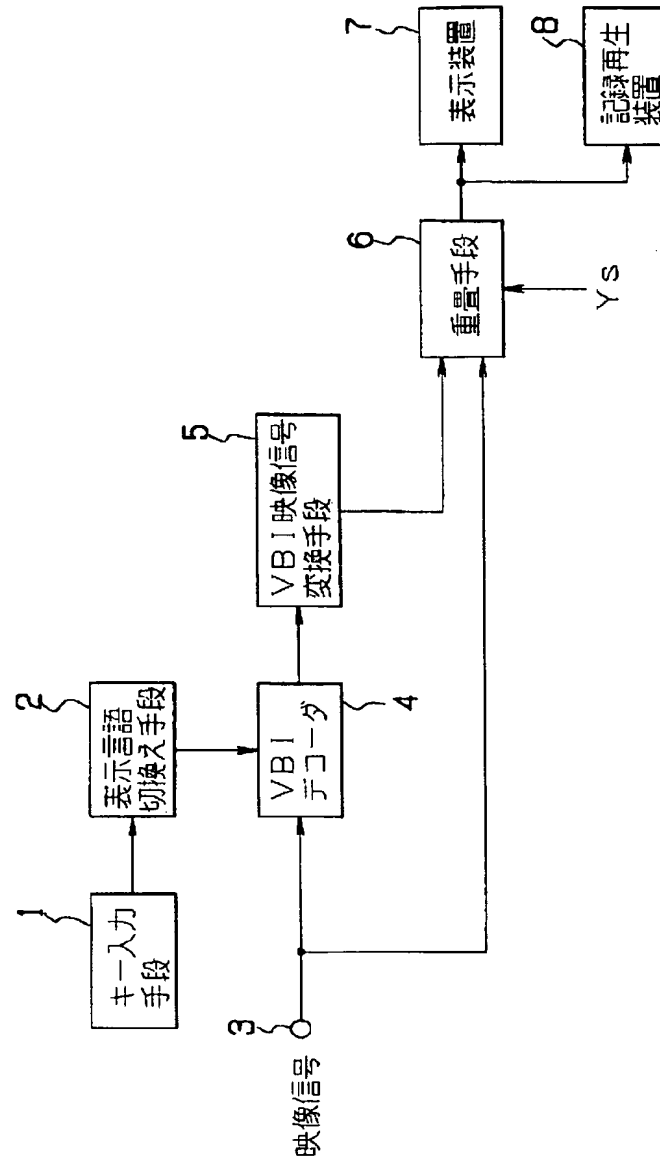 1
キー入力
手段
2
表示言語
切換え手段
3
映像信号
VBI
デコーダ
4
5
VBI映像信号
変換手段
6
重畳手段
Ys
7
表示装置
8
記録再生
装置